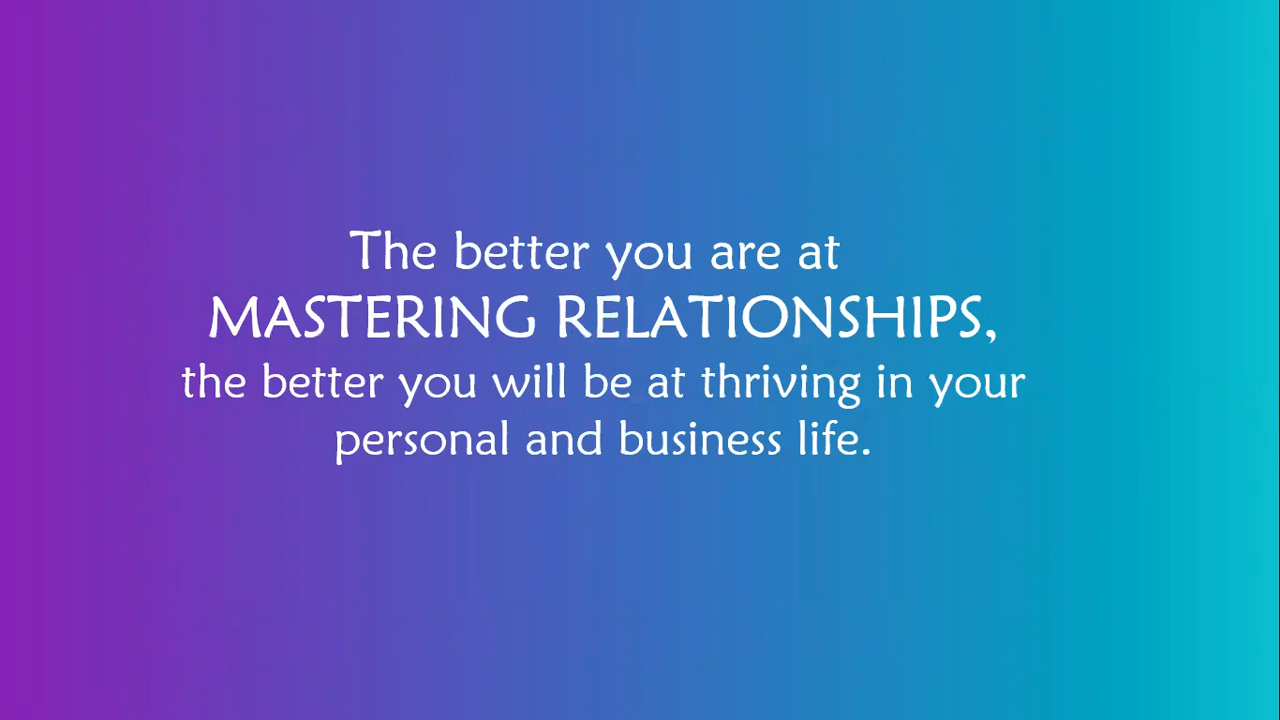 The better you are at
MASTERING RELATIONSHIPS,
the better you will be at thriving in your
personal and business life.